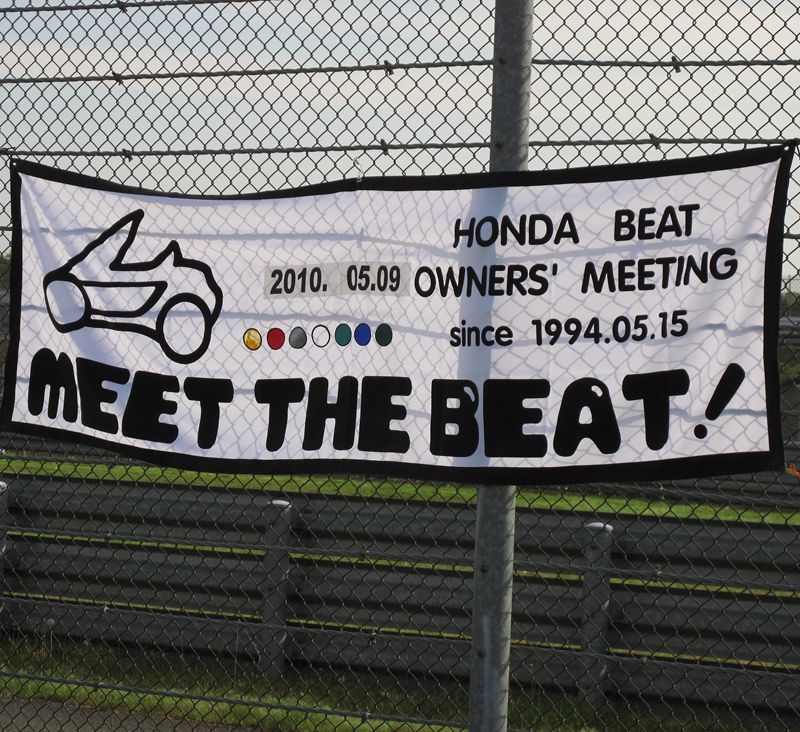 HONDA BEAT
2010. 05.09 OWNERS' MEETING
since 1994.05.15
MEET THE BEAT!